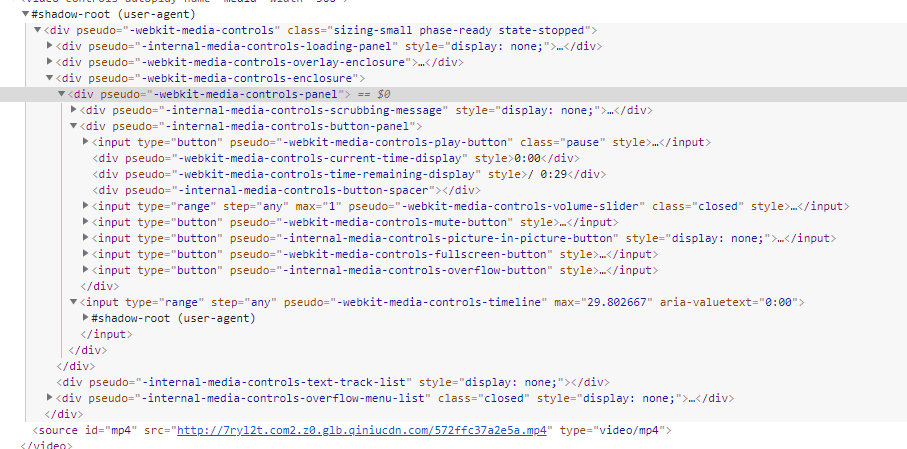 ▼#shadow-root (user-agent)
▼<div pseudo="-webkit-media-controls" class="sizing-small phase-ready state-stopped">
▶<div pseudo="-internal-media-controls-loading-panel" style="display: none;">…</div>
▶<div pseudo="-webkit-media-controls-overlay-enclosure">…</div>
▼<div pseudo="-webkit-media-controls-enclosure">
▼<div pseudo="-webkit-media-controls-panel"> == $0
▶<div pseudo="-internal-media-controls-scrubbing-message" style="display: none;">…</div>
▼<div pseudo="-internal-media-controls-button-panel">
▶<input type="button" pseudo="-webkit-media-controls-play-button" class="pause" style>…</input>
<div pseudo="-webkit-media-controls-current-time-display" style>0:00</div>
<div pseudo="-webkit-media-controls-time-remaining-display" style>/ 0:29</div>
<div pseudo="-internal-media-controls-button-spacer"></div>
▶<input type="range" step="any" max="1" pseudo="-webkit-media-controls-volume-slider" class="closed" style>…</input>
▶<input type="button" pseudo="-webkit-media-controls-mute-button" style>…</input>
▶<input type="button" pseudo="-internal-media-controls-picture-in-picture-button" style="display: none;">…</input>
▶<input type="button" pseudo="-webkit-media-controls-fullscreen-button" style>…</input>
▶<input type="button" pseudo="-internal-media-controls-overflow-button" style>…</input>
</div>
▼<input type="range" step="any" pseudo="-webkit-media-controls-timeline" max="29.802667" aria-valuetext="0:00">
▶#shadow-root (user-agent)
</input>
</div>
</div>
<div pseudo="-internal-media-controls-text-track-list" style="display: none;"></div>
▶<div pseudo="-internal-media-controls-overflow-menu-list" class="closed" style="display: none;">…</div>
</div>
<source id="mp4" src="http://7ryl2t.com2.z0.glb.qiniucdn.com/572ffc37a2e5a.mp4" type="video/mp4">
</video>